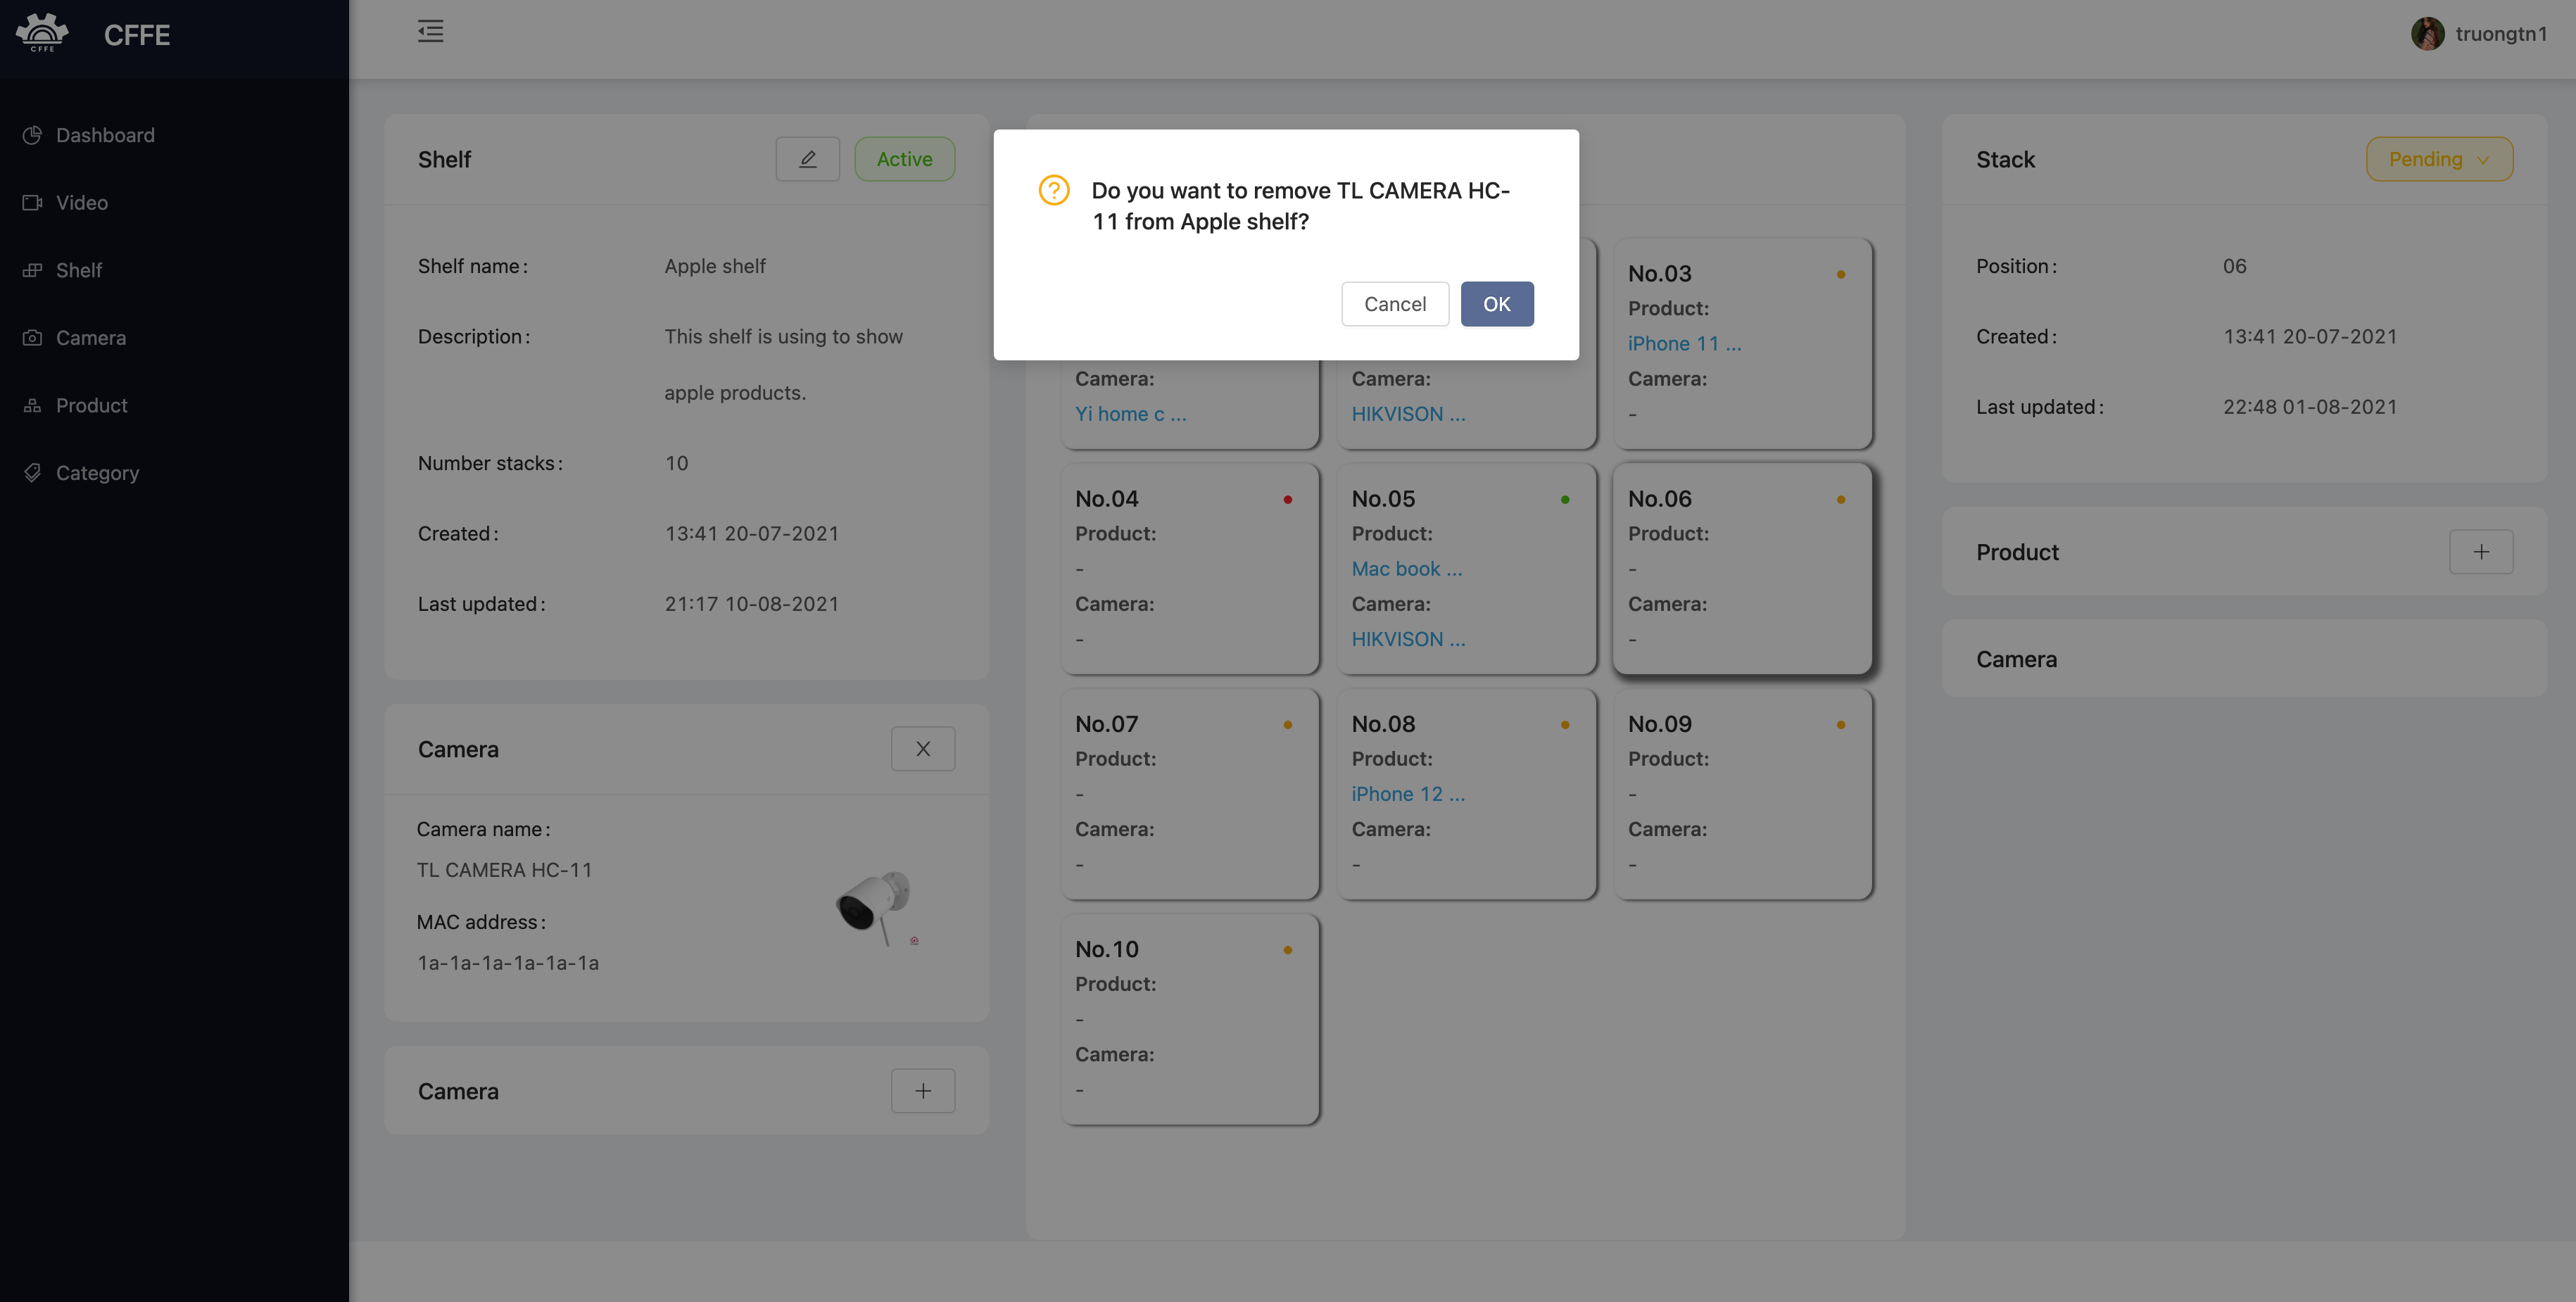 CFFE
CFFE
truongtn1
Dashboard
Video
Shelf
Camera
Product
Category
Shelf
Active
Shelf name:
Apple shelf
Description:
This shelf is using to show
apple products.
Number stacks:
10
Created:
13:41 20-07-2021
Last updated:
21:17 10-08-2021
Camera
X
Camera name:
TL CAMERA HC-11
MAC address:
1a-1a-1a-1a-1a-1a
Camera
+
Do you want to remove TL CAMERA HC-
11 from Apple shelf?
Cancel
OK
Camera:
Yi home c ...
Camera:
HIKVISON ...
No.03
Product:
iPhone 11 ...
Camera:
-
No.04
Product:
-
Camera:
-
No.05
Product:
Mac book ...
Camera:
HIKVISON ...
No.06
Product:
-
Camera:
-
No.07
Product:
-
Camera:
-
No.08
Product:
iPhone 12 ...
Camera:
-
No.09
Product:
-
Camera:
-
No.10
Product:
-
Camera:
-
Stack
Pending
Position:
06
Created:
13:41 20-07-2021
Last updated:
22:48 01-08-2021
Product
+
Camera